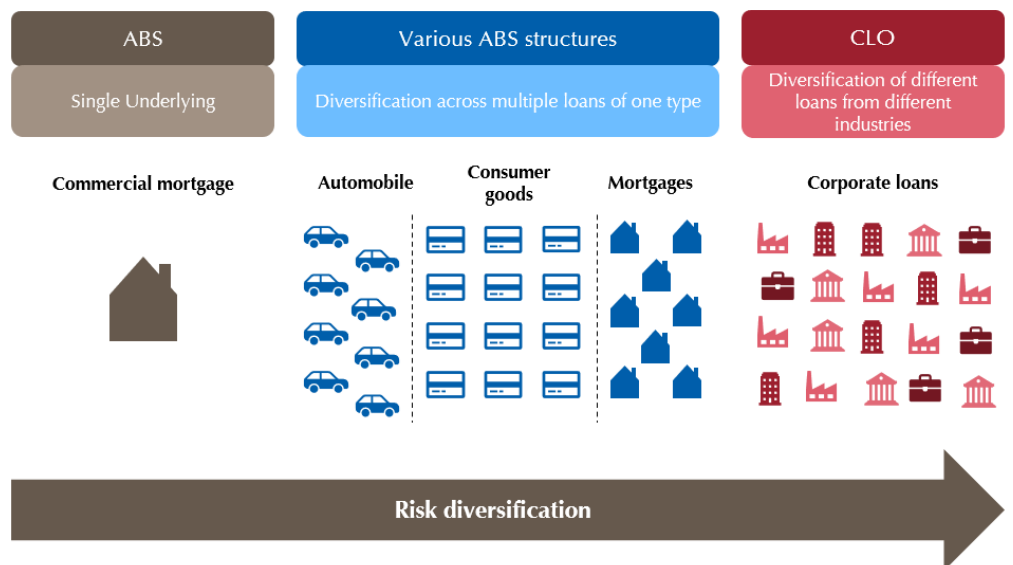 ABS
Various ABS structures
CLO
Single Underlying
Diversification across multiple loans of one type
Diversification of different
loans from different
industries
Commercial mortgage
Automobile
Consumer
goods
Mortgages
Corporate loans
Risk diversification